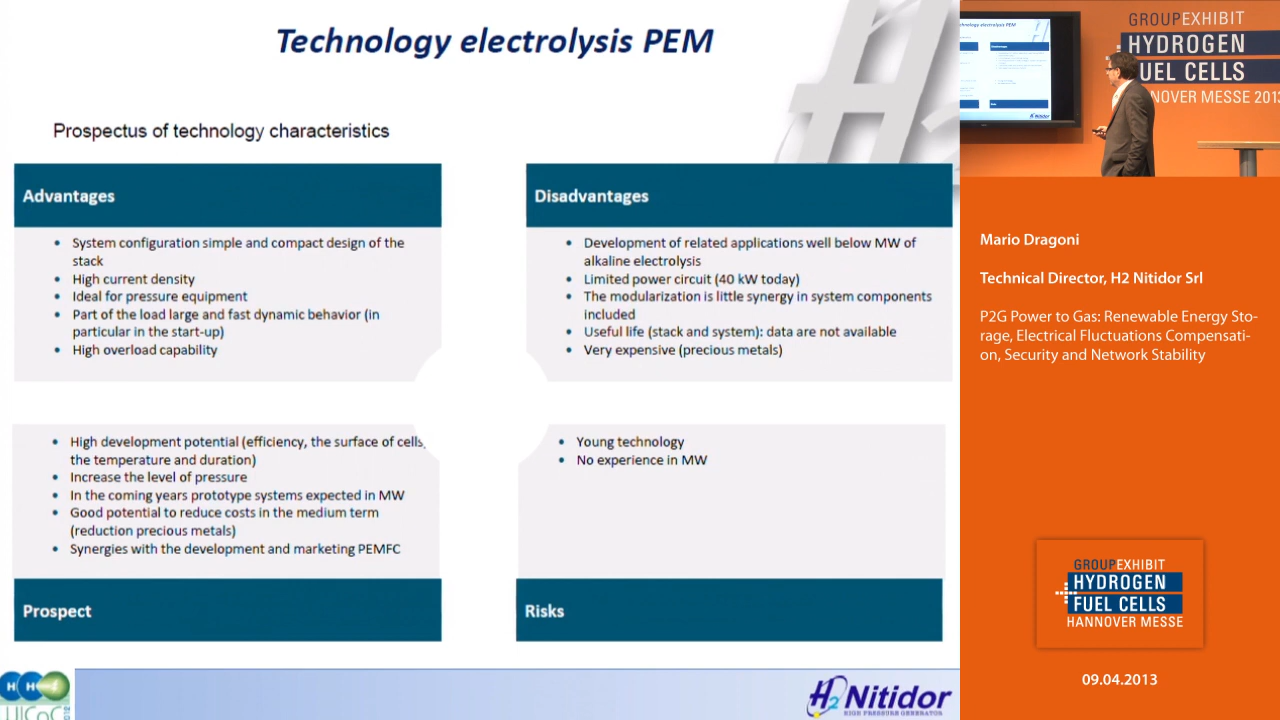 Technology electrolysis PEM
Prospectus of technology characteristics
Advantages
System configuration simple and compact design of the
stack
High current density
Ideal for pressure equipment
Part of the load large and fast dynamic behavior (in
particular in the start-up)
High overload capability
Disadvantages
Development of related applications well below MW of
alkaline electrolysis
Limited power circuit (40 kW today)
The modularization is little synergy in system components
included
Useful life (stack and system): data are not available
Very expensive (precious metals)
High development potential (efficiency, the surface of cells,
the temperature and duration)
Increase the level of pressure
In the coming years prototype systems expected in MW
Good potential to reduce costs in the medium term
(reduction precious metals)
Synergies with the development and marketing PEMFC
Prospect
Young technology
No experience in MW
Risks
H2Nitidor
HIGH PRESSURE GENERATOR
GROUPEXHIBIT
HYDROGEN
FUEL CELLS
HANNOVER MESSE 2013
Mario Dragoni
Technical Director, H2 Nitidor Srl
P2G Power to Gas: Renewable Energy Sto-
rage, Electrical Fluctuations Compensati-
on, Security and Network Stability
GROUPEXHIBIT
HYDROGEN
FUEL CELLS
HANNOVER MESSE
09.04.2013